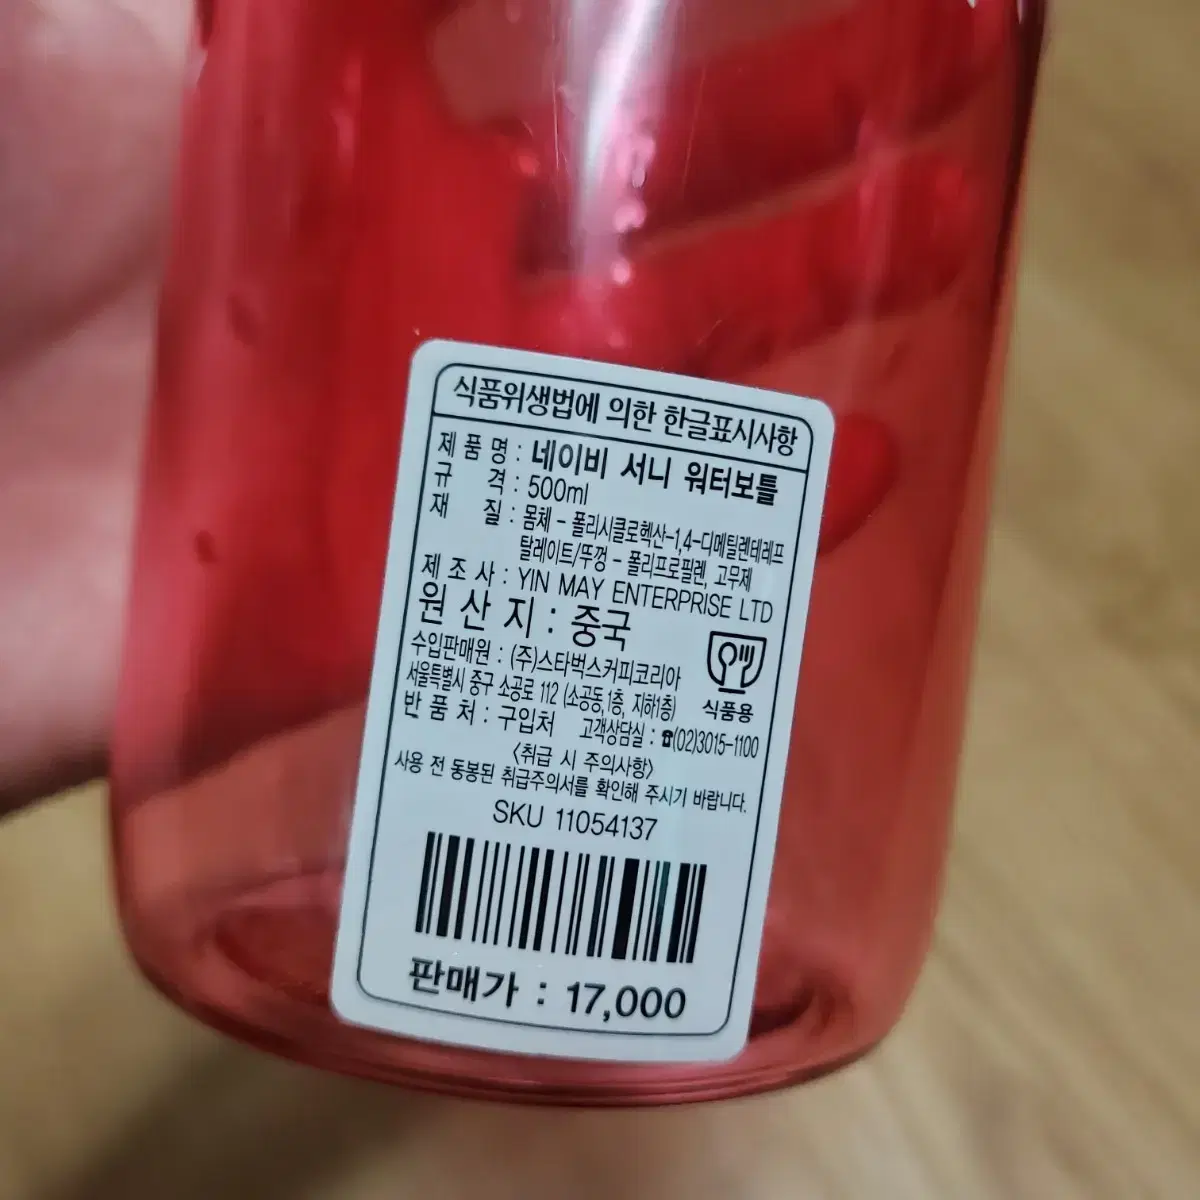 식품위생법에 의한 한글표시사항
제 품 명 : 네이비 서니 워터보틀
규 격 : 500ml
재 질 : 몸체 - 폴리시클로헥산-1,4-디메틸렌테레프
탈레이트/뚜껑 - 폴리프로필렌, 고무제
제 조 사 : YIN MAY ENTERPRISE LTD
원 산 지 : 중국
수입판매원 : (주)스타벅스커피코리아
서울특별시 중구 소공로 112 (소공동,1층, 지하1층)
식품용
반 품 처 : 구입처 고객상담실 : ☎(02)3015-1100
<취급 시 주의사항>
사용 전 동봉된 취급주의서를 확인해 주시기 바랍니다.
SKU 11054137
판매가 : 17,000